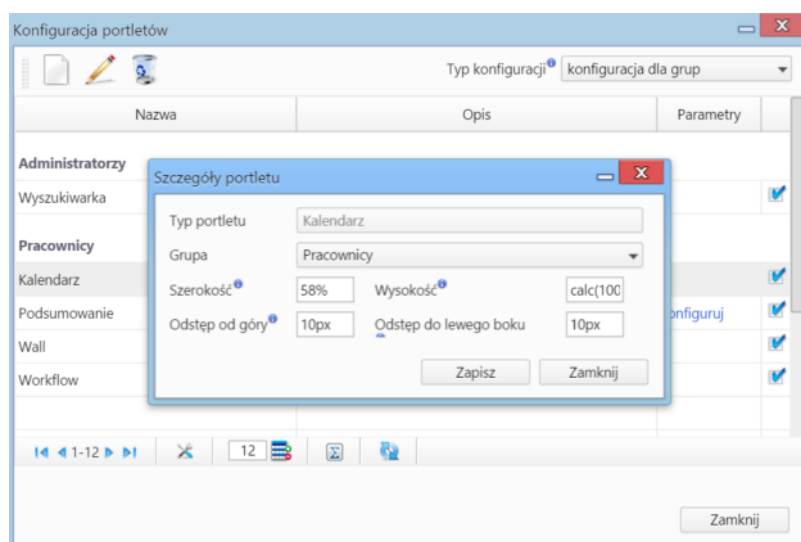 Konfiguracja portletów
Typ konfiguracji konfiguracja dla grup
Nazwa Opis Parametry
Administratorzy
Wyszukiwarka
Pracownicy
Kalendarz
Podsumowanie onfiguruj
Wall
Workflow
Szczegóły portletu
Typ portletu Kalendarz
Grupa Pracownicy
Szerokość 58% Wysokość calc(100
Odstęp od góry 10px Odstęp do lewego boku 10px
Zapisz Zamknij
1-12 12
Zamknij